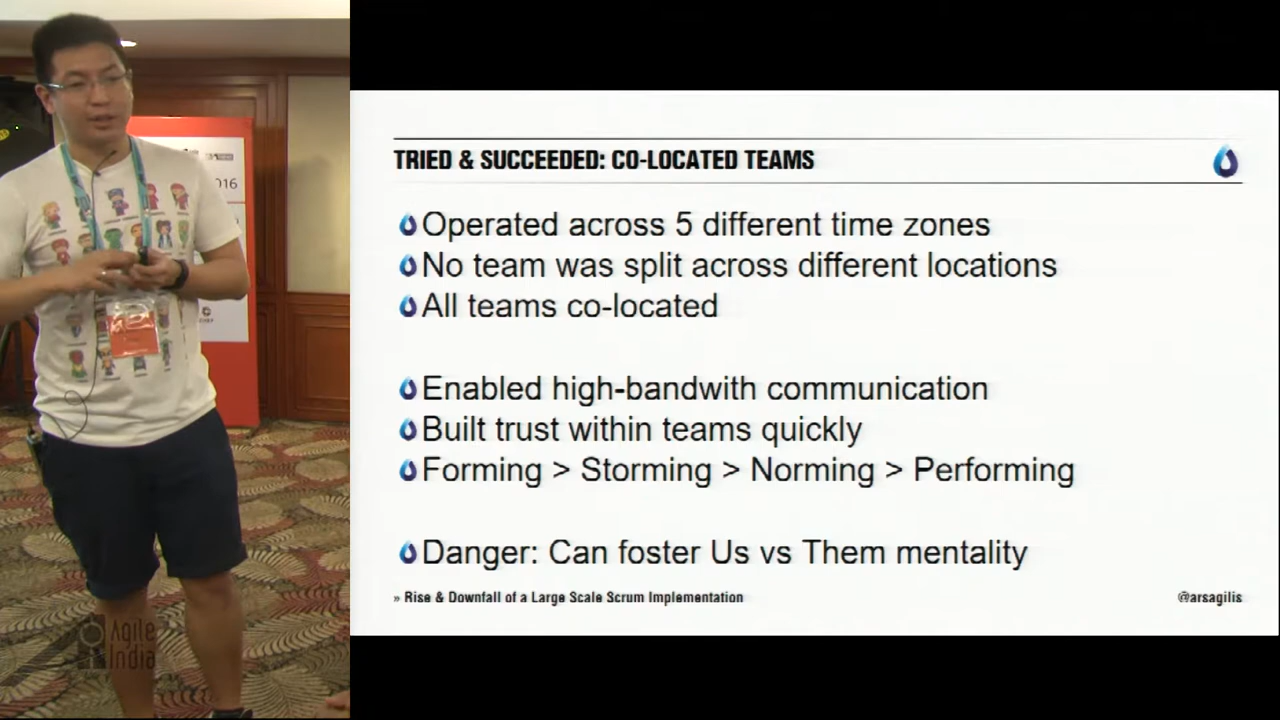 TRIED & SUCCEEDED: CO-LOCATED TEAMS
Operated across 5 different time zones
No team was split across different locations
All teams co-located
Enabled high-bandwith communication
Built trust within teams quickly
Forming > Storming > Norming > Performing
Danger: Can foster Us vs Them mentality
» Rise & Downfall of a Large Scale Scrum Implementation
@arsagilis
016
Agile
India